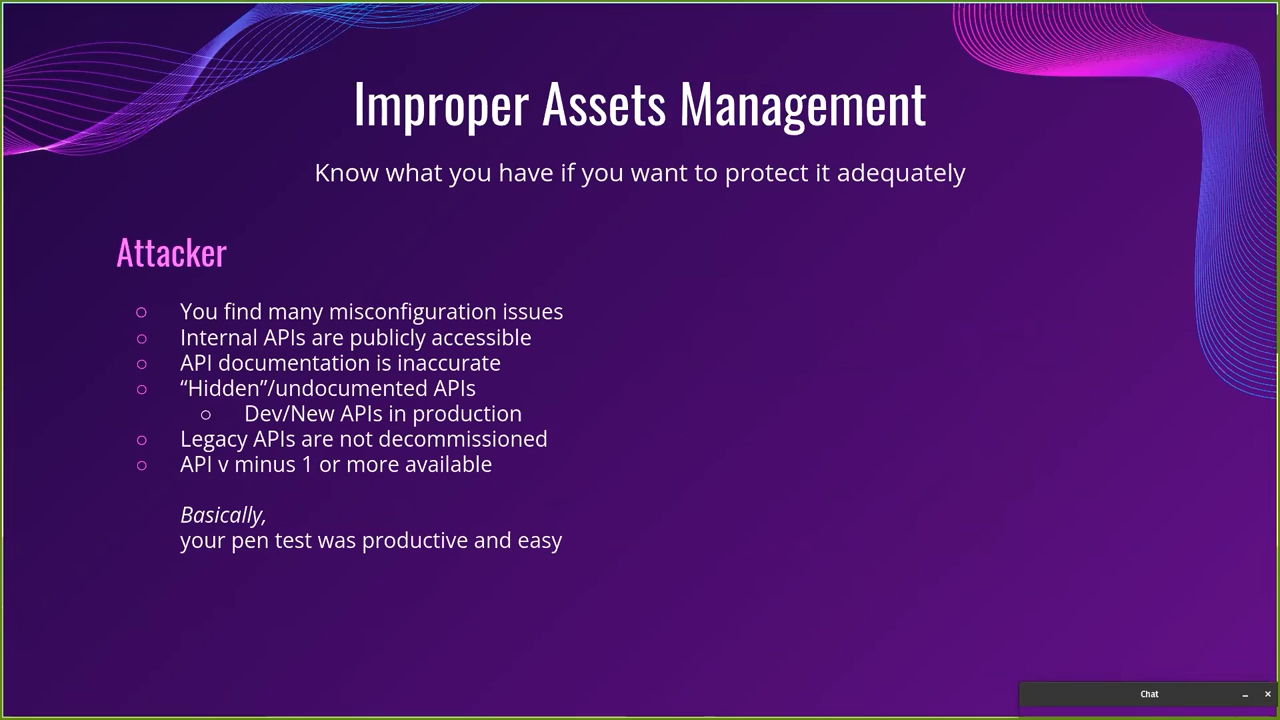 Improper Assets Management
Know what you have if you want to protect it adequately
Attacker
You find many misconfiguration issues
Internal APIs are publicly accessible
API documentation is inaccurate
“Hidden”/undocumented APIs
Dev/New APIs in production
Legacy APIs are not decommissioned
API v minus 1 or more available
Basically,
your pen test was productive and easy
Chat